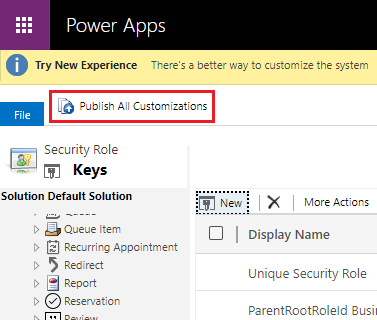 Power Apps
Try New Experience There's a better way to customize the system
File
Publish All Customizations
Security Role
Keys
Solution Default Solution
Queue
Queue Item
Recurring Appointment
Redirect
Report
Reservation
Review
New
More Actions
Display Name
Unique Security Role
ParentRootRoleId Busi